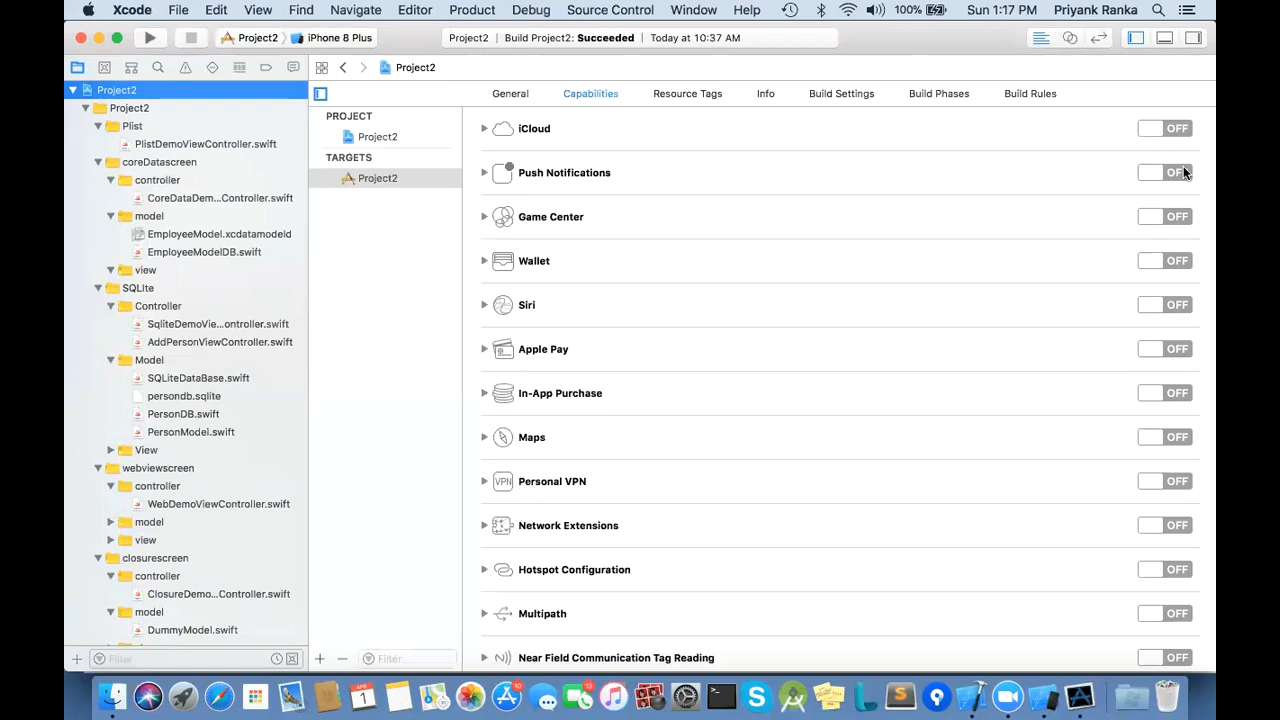 Xcode File Edit View Find Navigate Editor Product Debug Source Control Window Help 100% Sun 1:17 PM Priyank Ranka
Project2 iPhone 8 Plus Project2 Build Project2: Succeeded Today at 10:37 AM
Project2
Project2
General Capabilities Resource Tags Info Build Settings Build Phases Build Rules
Project2
Plist
PlistDemoViewController.swift
coreDatascreen
controller
CoreDataDem...Controller.swift
model
EmployeeModel.xcdatamodeld
EmployeeModelDB.swift
view
SQLIte
Controller
SqliteDemoVie...ontroller.swift
AddPersonViewController.swift
Model
SQLiteDataBase.swift
persondb.sqlite
PersonDB.swift
PersonModel.swift
View
webviewscreen
controller
WebDemoViewController.swift
model
view
closurescreen
controller
ClosureDemo...Controller.swift
model
DummyModel.swift
Filter
PROJECT
Project2
TARGETS
Project2
Filter
iCloud OFF
Push Notifications OFF
Game Center OFF
Wallet OFF
Siri OFF
Apple Pay OFF
In-App Purchase OFF
Maps OFF
VPN Personal VPN OFF
Network Extensions OFF
Hotspot Configuration OFF
Multipath OFF
Near Field Communication Tag Reading OFF